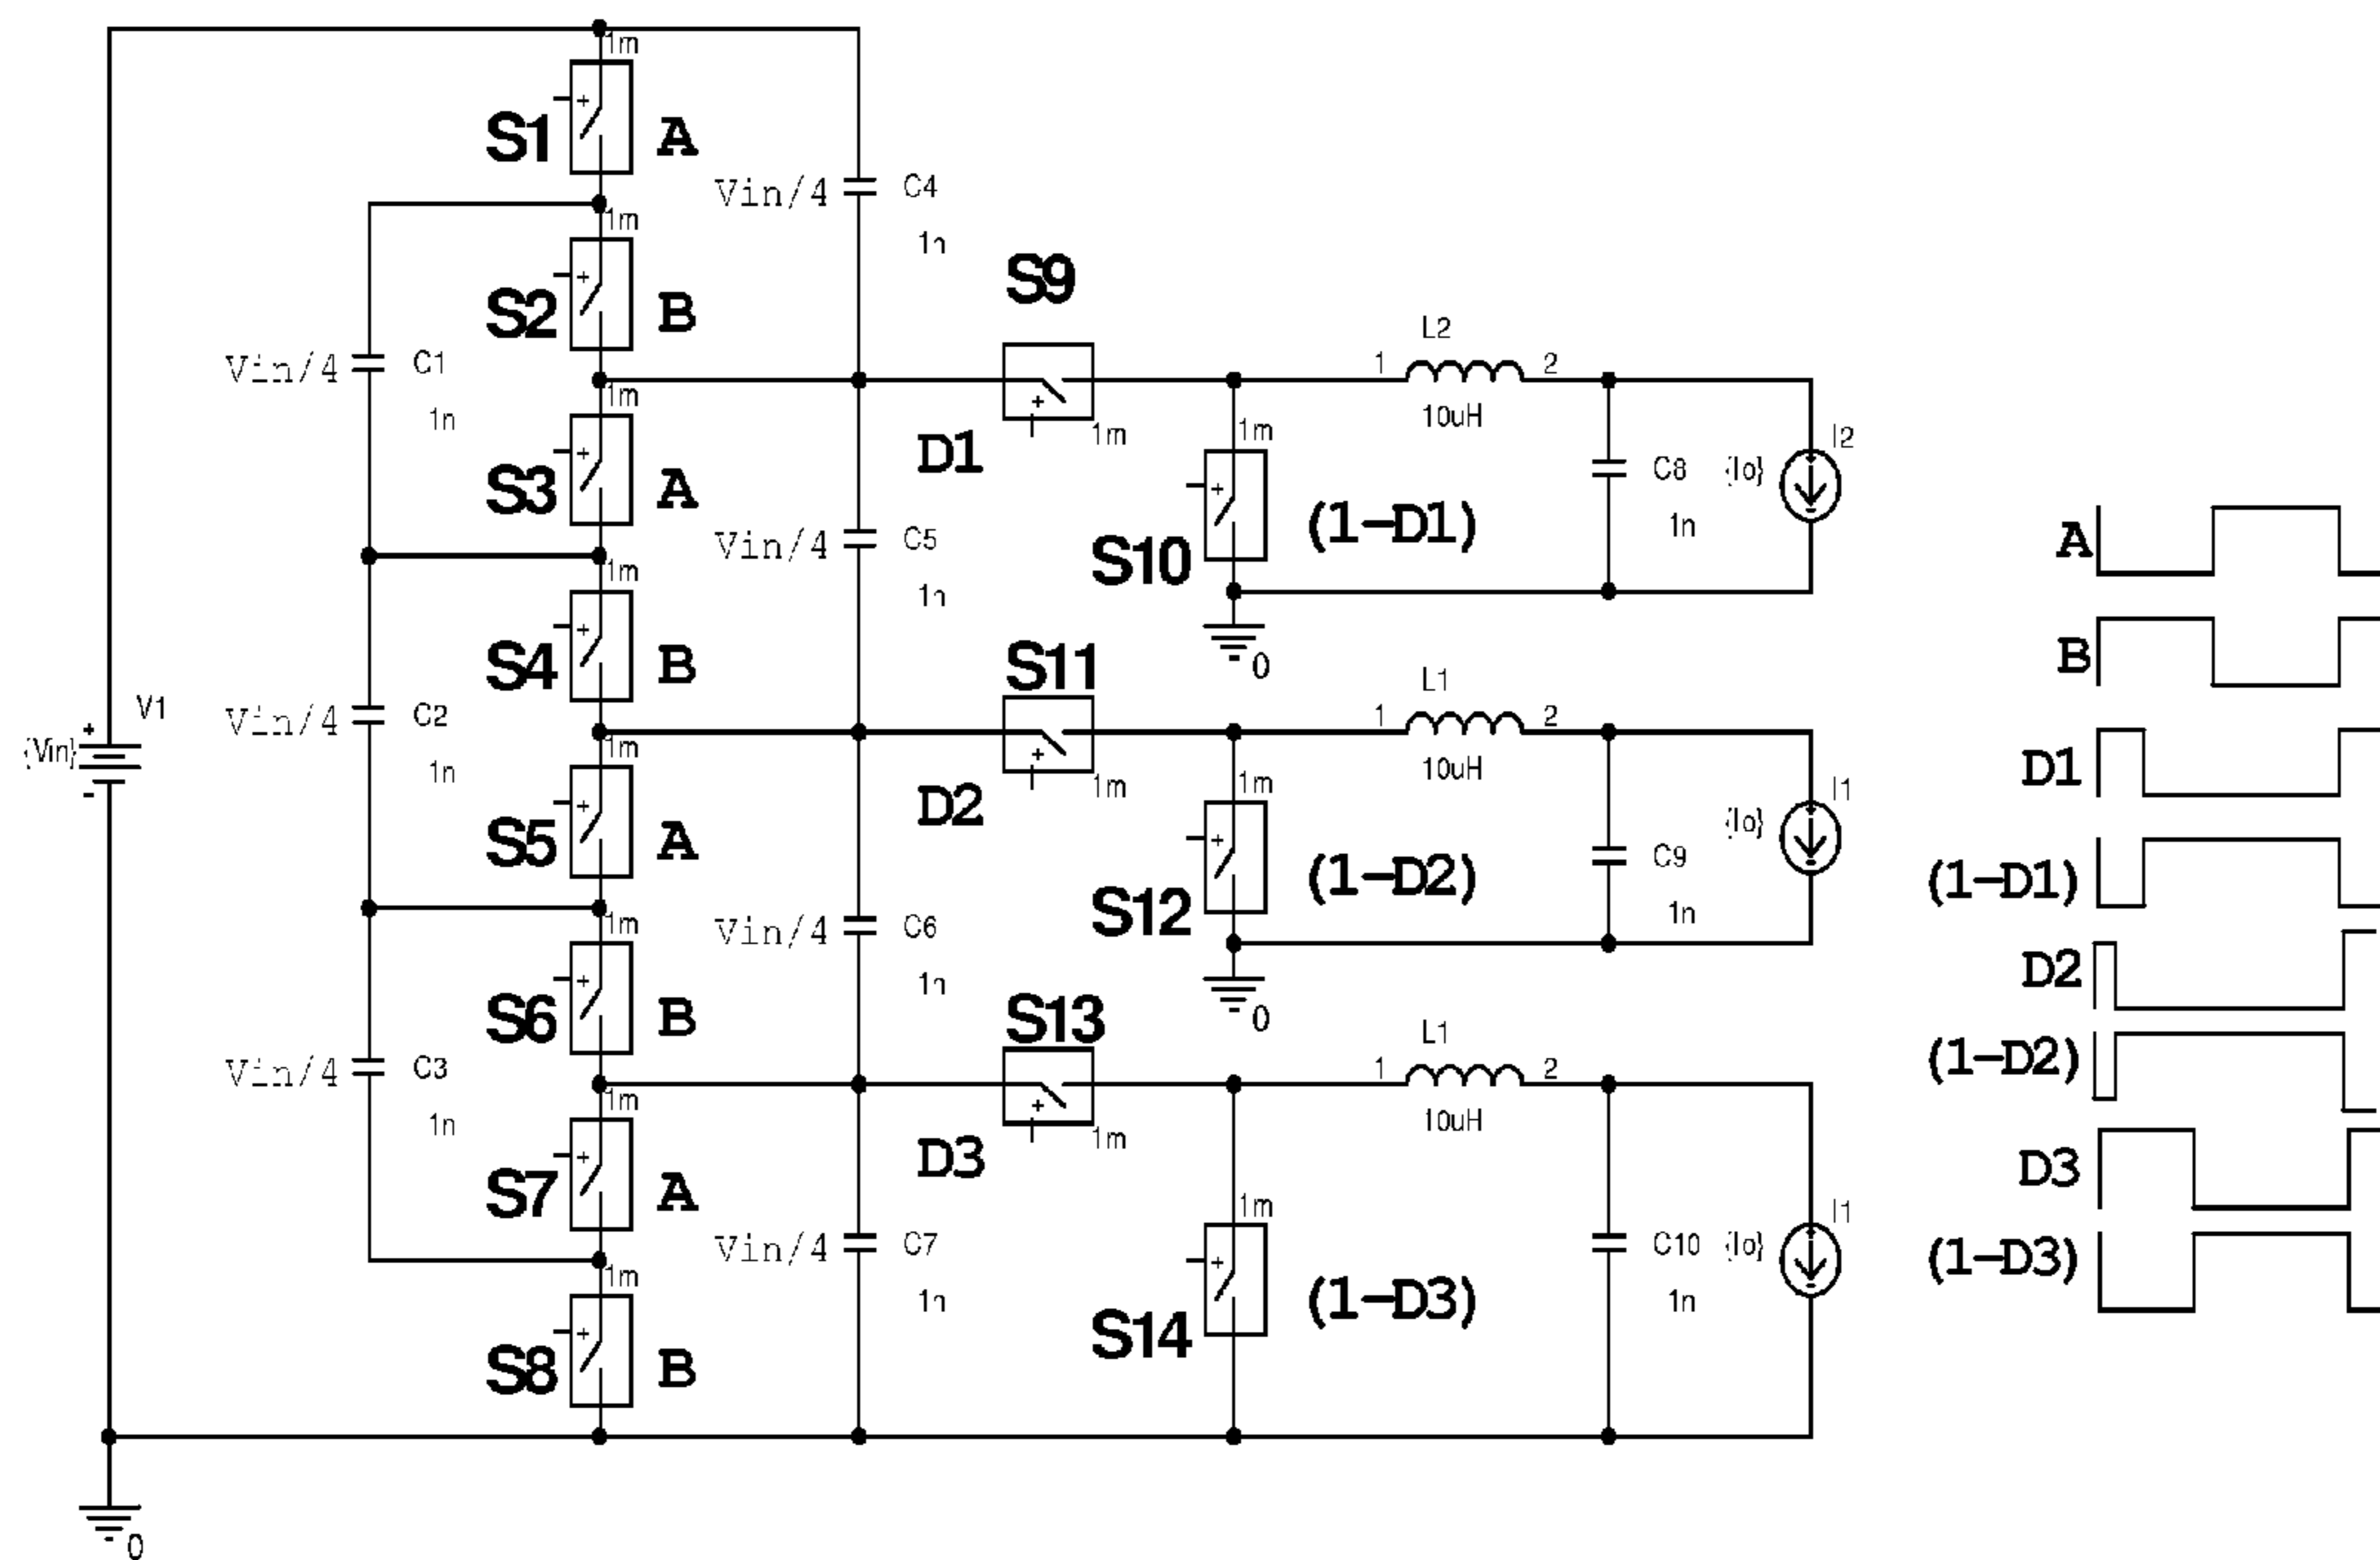 1m
S1 A
Vin/4 C4
1n
1m
S2 B
Vin/4 C1
1n
S9
D1
1m
1m
S3 A
Vin/4 C5
1n
1m
S10
(1-D1)
L2
1 2
10uH
C8
1n
{Io}
I2
0
1m
S4 B
S11
D2
1m
{Vin}
+
-
V1
Vin/4 C2
1n
1m
S5 A
Vin/4 C6
1n
1m
S12
(1-D2)
L1
1 2
10uH
C9
1n
{Io}
I1
0
1m
S6 B
S13
D3
1m
Vin/4 C3
1n
1m
S7 A
Vin/4 C7
1n
1m
S14
(1-D3)
L1
1 2
10uH
C10
1n
{Io}
I1
1m
S8 B
0
A
B
D1
(1-D1)
D2
(1-D2)
D3
(1-D3)